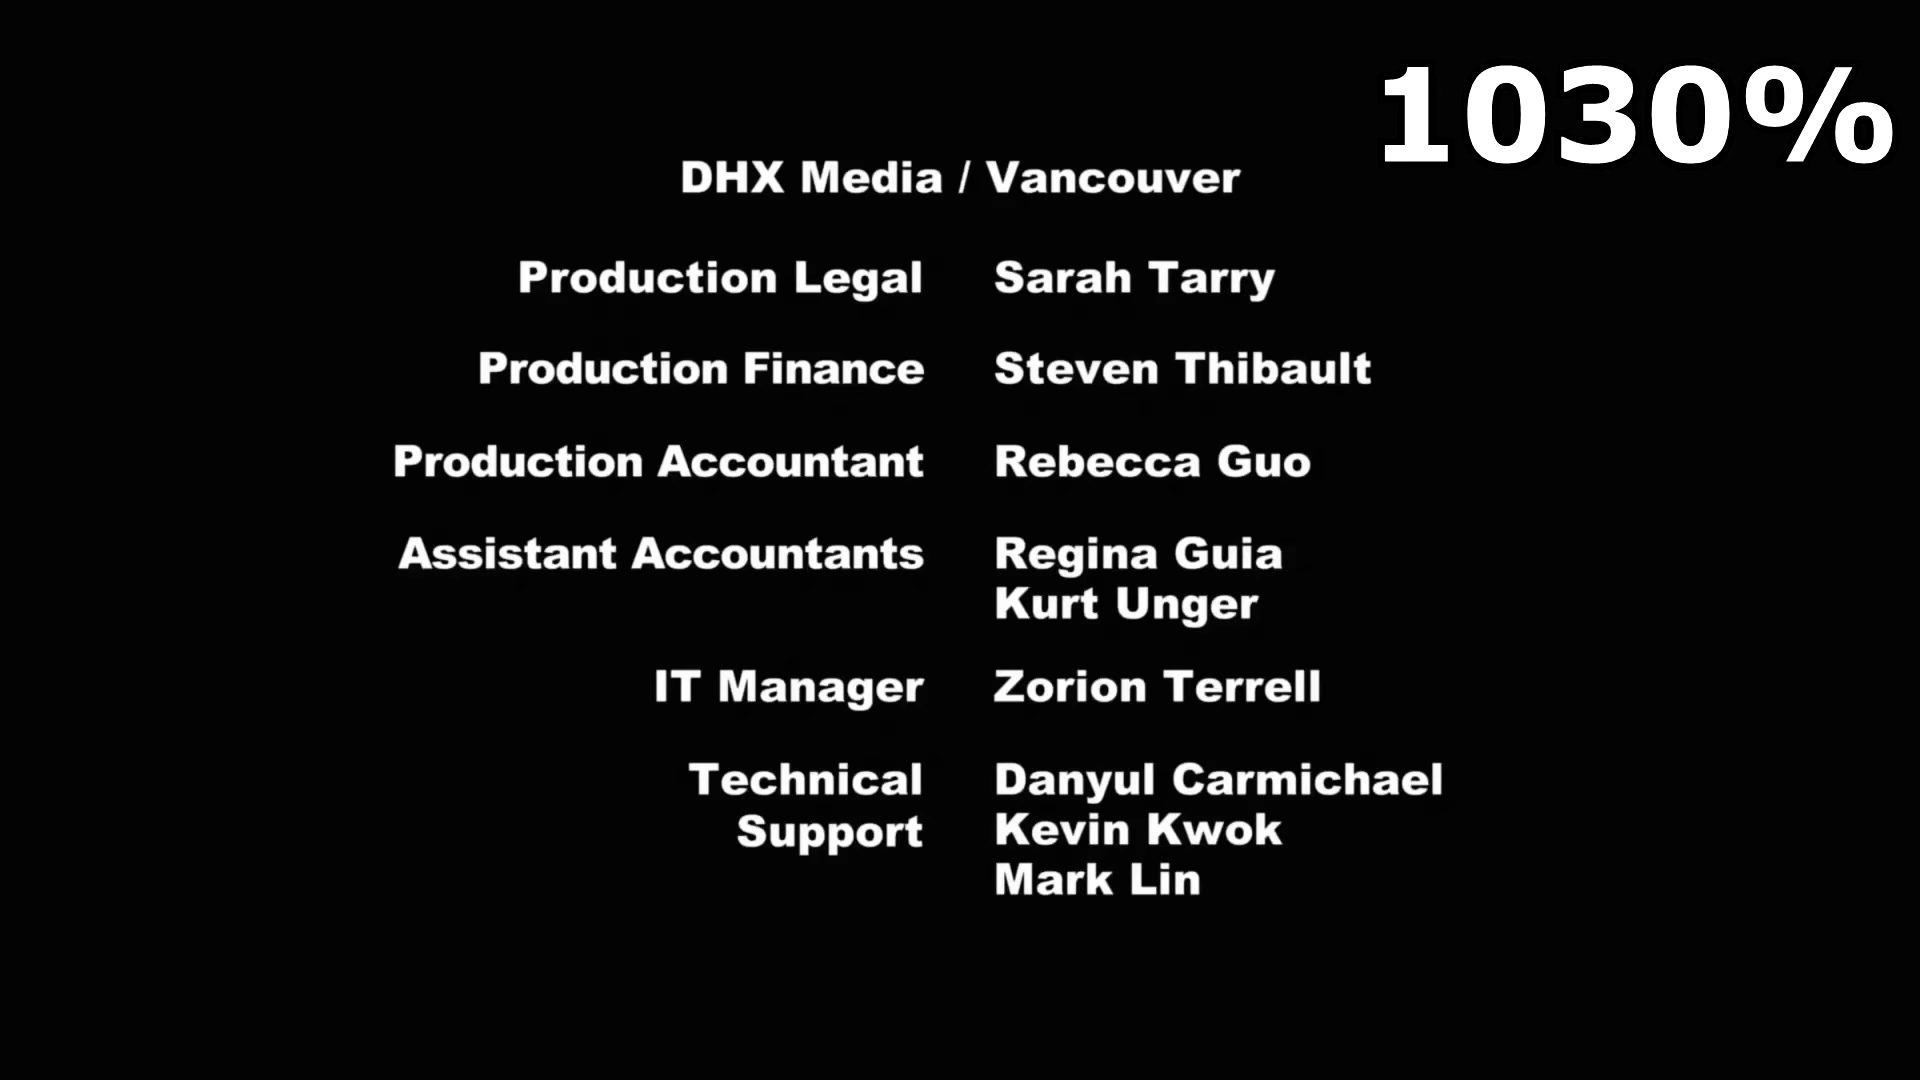 1030%
DHX Media / Vancouver
Production Legal Sarah Tarry
Production Finance Steven Thibault
Production Accountant Rebecca Guo
Assistant Accountants Regina Guia
Kurt Unger
IT Manager Zorion Terrell
Technical Danyul Carmichael
Support Kevin Kwok
Mark Lin